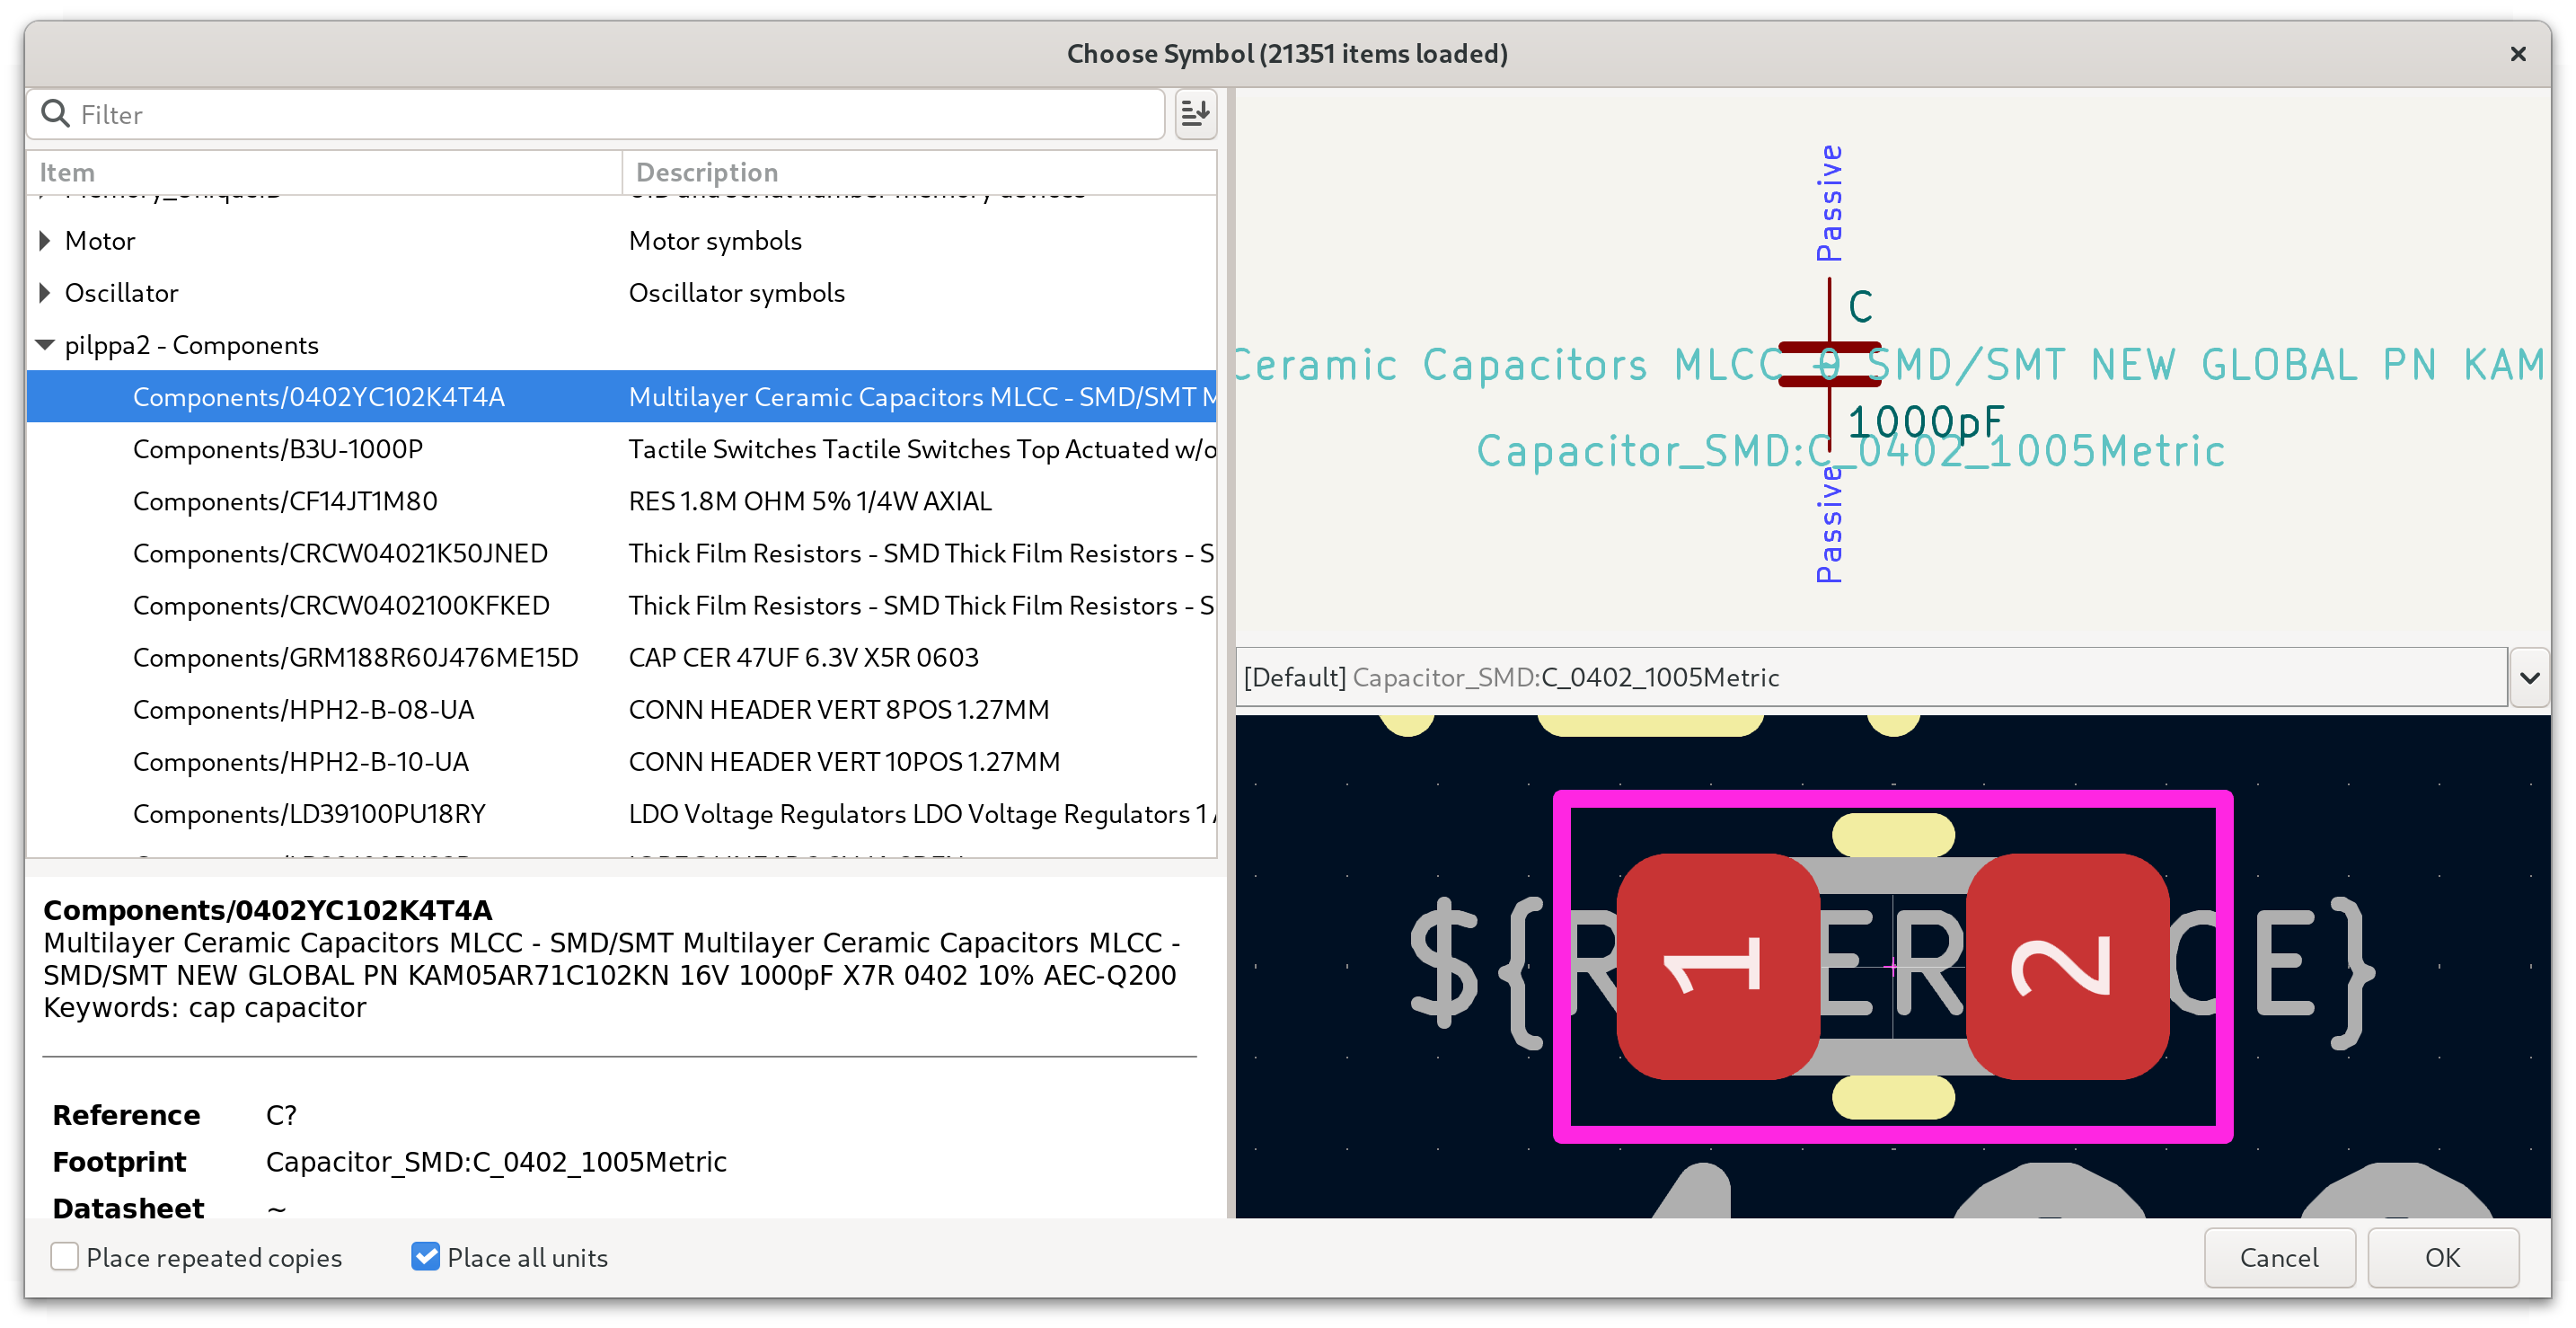 Choose Symbol (21351 items loaded)
Filter
Item Description
Motor Motor symbols
Oscillator Oscillator symbols
pilppa2 - Components
Components/0402YC102K4T4A Multilayer Ceramic Capacitors MLCC - SMD/SMT M
Components/B3U-1000P Tactile Switches Tactile Switches Top Actuated w/o
Components/CF14JT1M80 RES 1.8M OHM 5% 1/4W AXIAL
Components/CRCW04021K50JNED Thick Film Resistors - SMD Thick Film Resistors - S
Components/CRCW0402100KFKED Thick Film Resistors - SMD Thick Film Resistors - S
Components/GRM188R60J476ME15D CAP CER 47UF 6.3V X5R 0603
Components/HPH2-B-08-UA CONN HEADER VERT 8POS 1.27MM
Components/HPH2-B-10-UA CONN HEADER VERT 10POS 1.27MM
Components/LD39100PU18RY LDO Voltage Regulators LDO Voltage Regulators 1
Components/0402YC102K4T4A
Multilayer Ceramic Capacitors MLCC - SMD/SMT Multilayer Ceramic Capacitors MLCC -
SMD/SMT NEW GLOBAL PN KAM05AR71C102KN 16V 1000pF X7R 0402 10% AEC-Q200
Keywords: cap capacitor
Reference C?
Footprint Capacitor_SMD:C_0402_1005Metric
Datasheet ~
Place repeated copies Place all units
Passive
C
Ceramic Capacitors MLCC - SMD/SMT NEW GLOBAL PN KAM
1000pF
Capacitor_SMD:C_0402_1005Metric
Passive
[Default] Capacitor_SMD:C_0402_1005Metric
1 2
Cancel OK